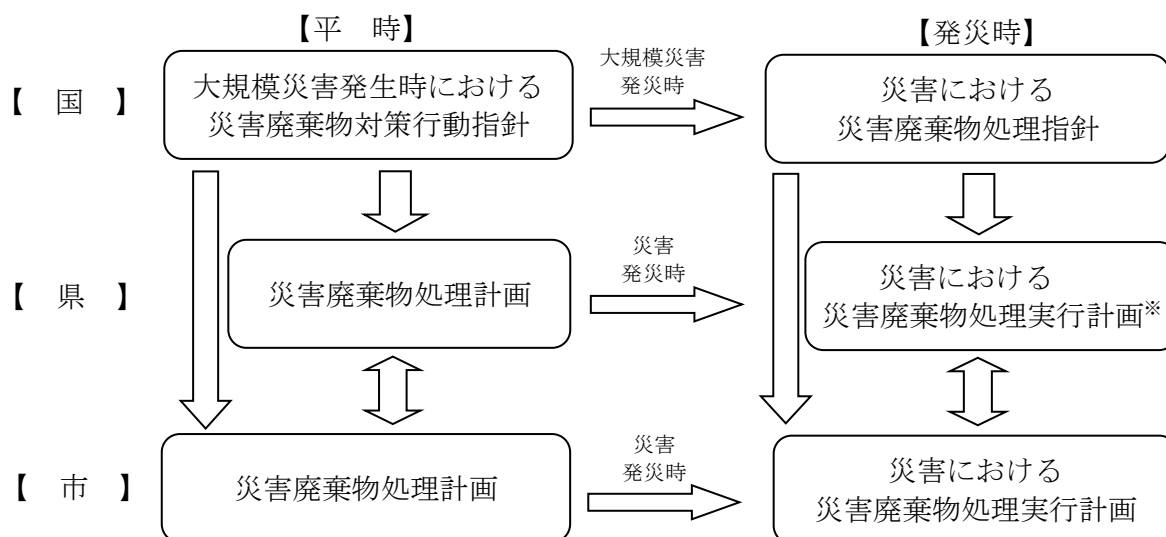 【平　時】
【発災時】
【　国　】
大規模災害発生時における
災害廃棄物対策行動指針
大規模災害
発災時
災害における
災害廃棄物処理指針
【　県　】
災害廃棄物処理計画
災害
発災時
災害における
災害廃棄物処理実行計画※
【　市　】
災害廃棄物処理計画
災害
発災時
災害における
災害廃棄物処理実行計画